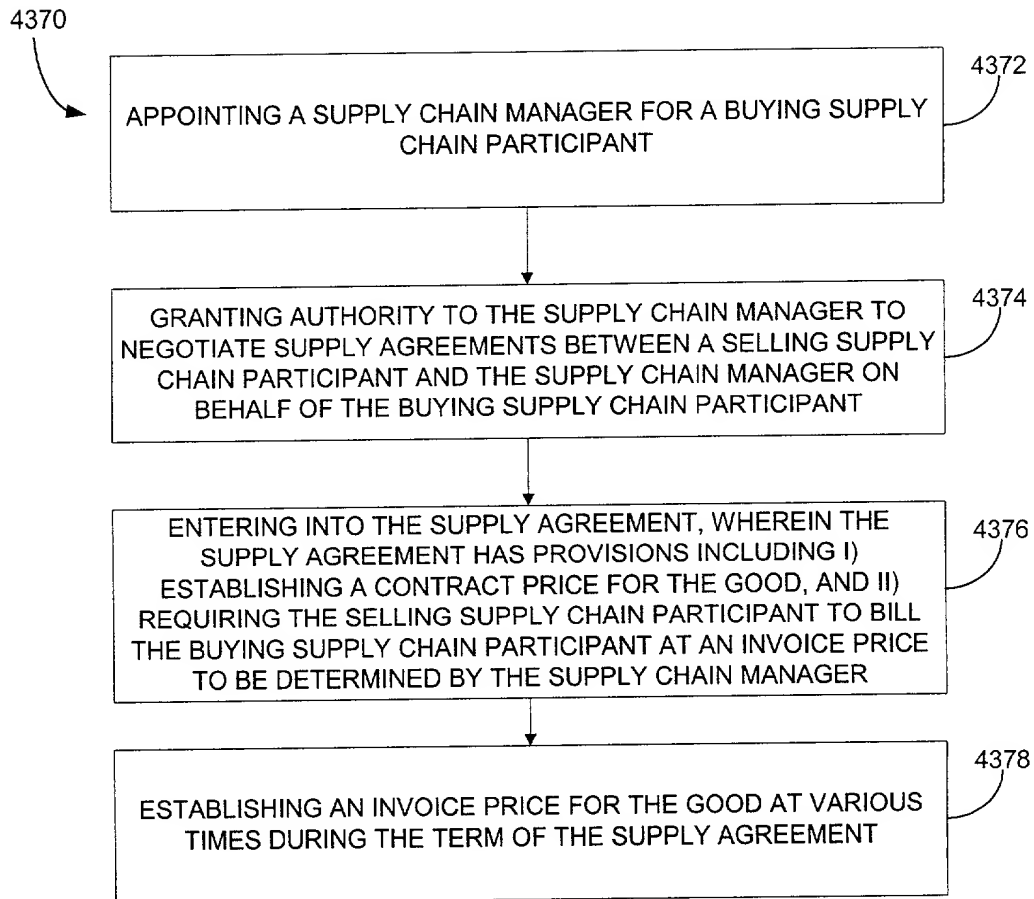 4370
4372
APPOINTING A SUPPLY CHAIN MANAGER FOR A BUYING SUPPLY
CHAIN PARTICIPANT
4374
GRANTING AUTHORITY TO THE SUPPLY CHAIN MANAGER TO
NEGOTIATE SUPPLY AGREEMENTS BETWEEN A SELLING SUPPLY
CHAIN PARTICIPANT AND THE SUPPLY CHAIN MANAGER ON
BEHALF OF THE BUYING SUPPLY CHAIN PARTICIPANT
4376
ENTERING INTO THE SUPPLY AGREEMENT, WHEREIN THE
SUPPLY AGREEMENT HAS PROVISIONS INCLUDING I)
ESTABLISHING A CONTRACT PRICE FOR THE GOOD, AND II)
REQUIRING THE SELLING SUPPLY CHAIN PARTICIPANT TO BILL
THE BUYING SUPPLY CHAIN PARTICIPANT AT AN INVOICE PRICE
TO BE DETERMINED BY THE SUPPLY CHAIN MANAGER
4378
ESTABLISHING AN INVOICE PRICE FOR THE GOOD AT VARIOUS
TIMES DURING THE TERM OF THE SUPPLY AGREEMENT